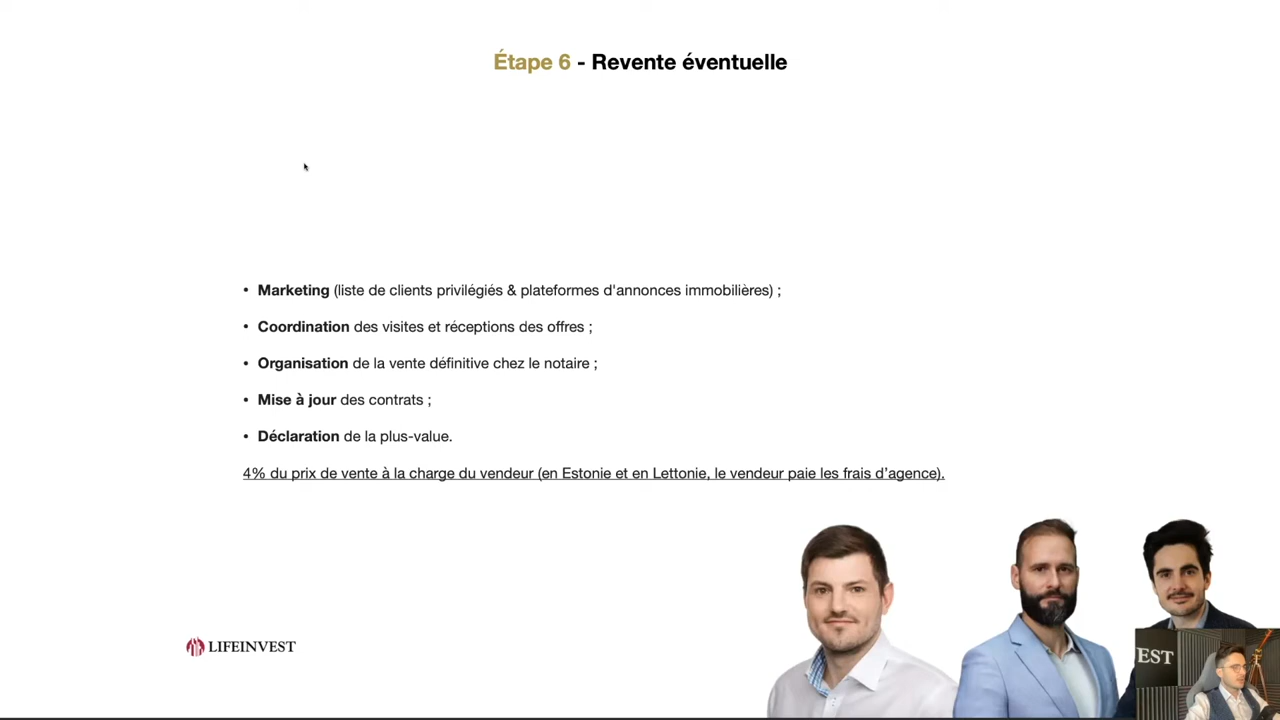 Étape 6 - Revente éventuelle
• Marketing (liste de clients privilégiés & plateformes d'annonces immobilières) ;
• Coordination des visites et réceptions des offres ;
• Organisation de la vente définitive chez le notaire ;
• Mise à jour des contrats ;
• Déclaration de la plus-value.
4% du prix de vente à la charge du vendeur (en Estonie et en Lettonie, le vendeur paie les frais d’agence).
LIFEINVEST
EST